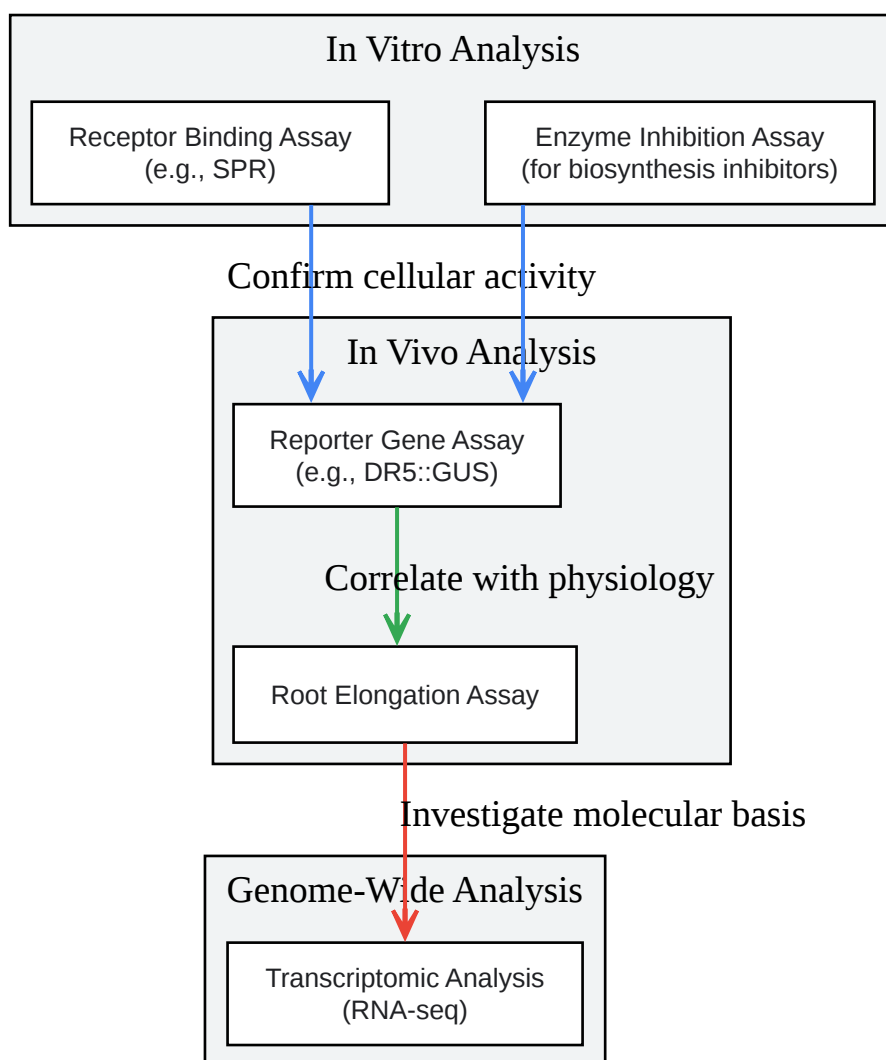 In Vitro Analysis
Receptor Binding Assay
(e.g., SPR)
Enzyme Inhibition Assay
(for biosynthesis inhibitors)
Confirm cellular activity
In Vivo Analysis
Reporter Gene Assay
(e.g., DR5::GUS)
Correlate with physiology
Root Elongation Assay
Investigate molecular basis
Genome-Wide Analysis
Transcriptomic Analysis
(RNA-seq)